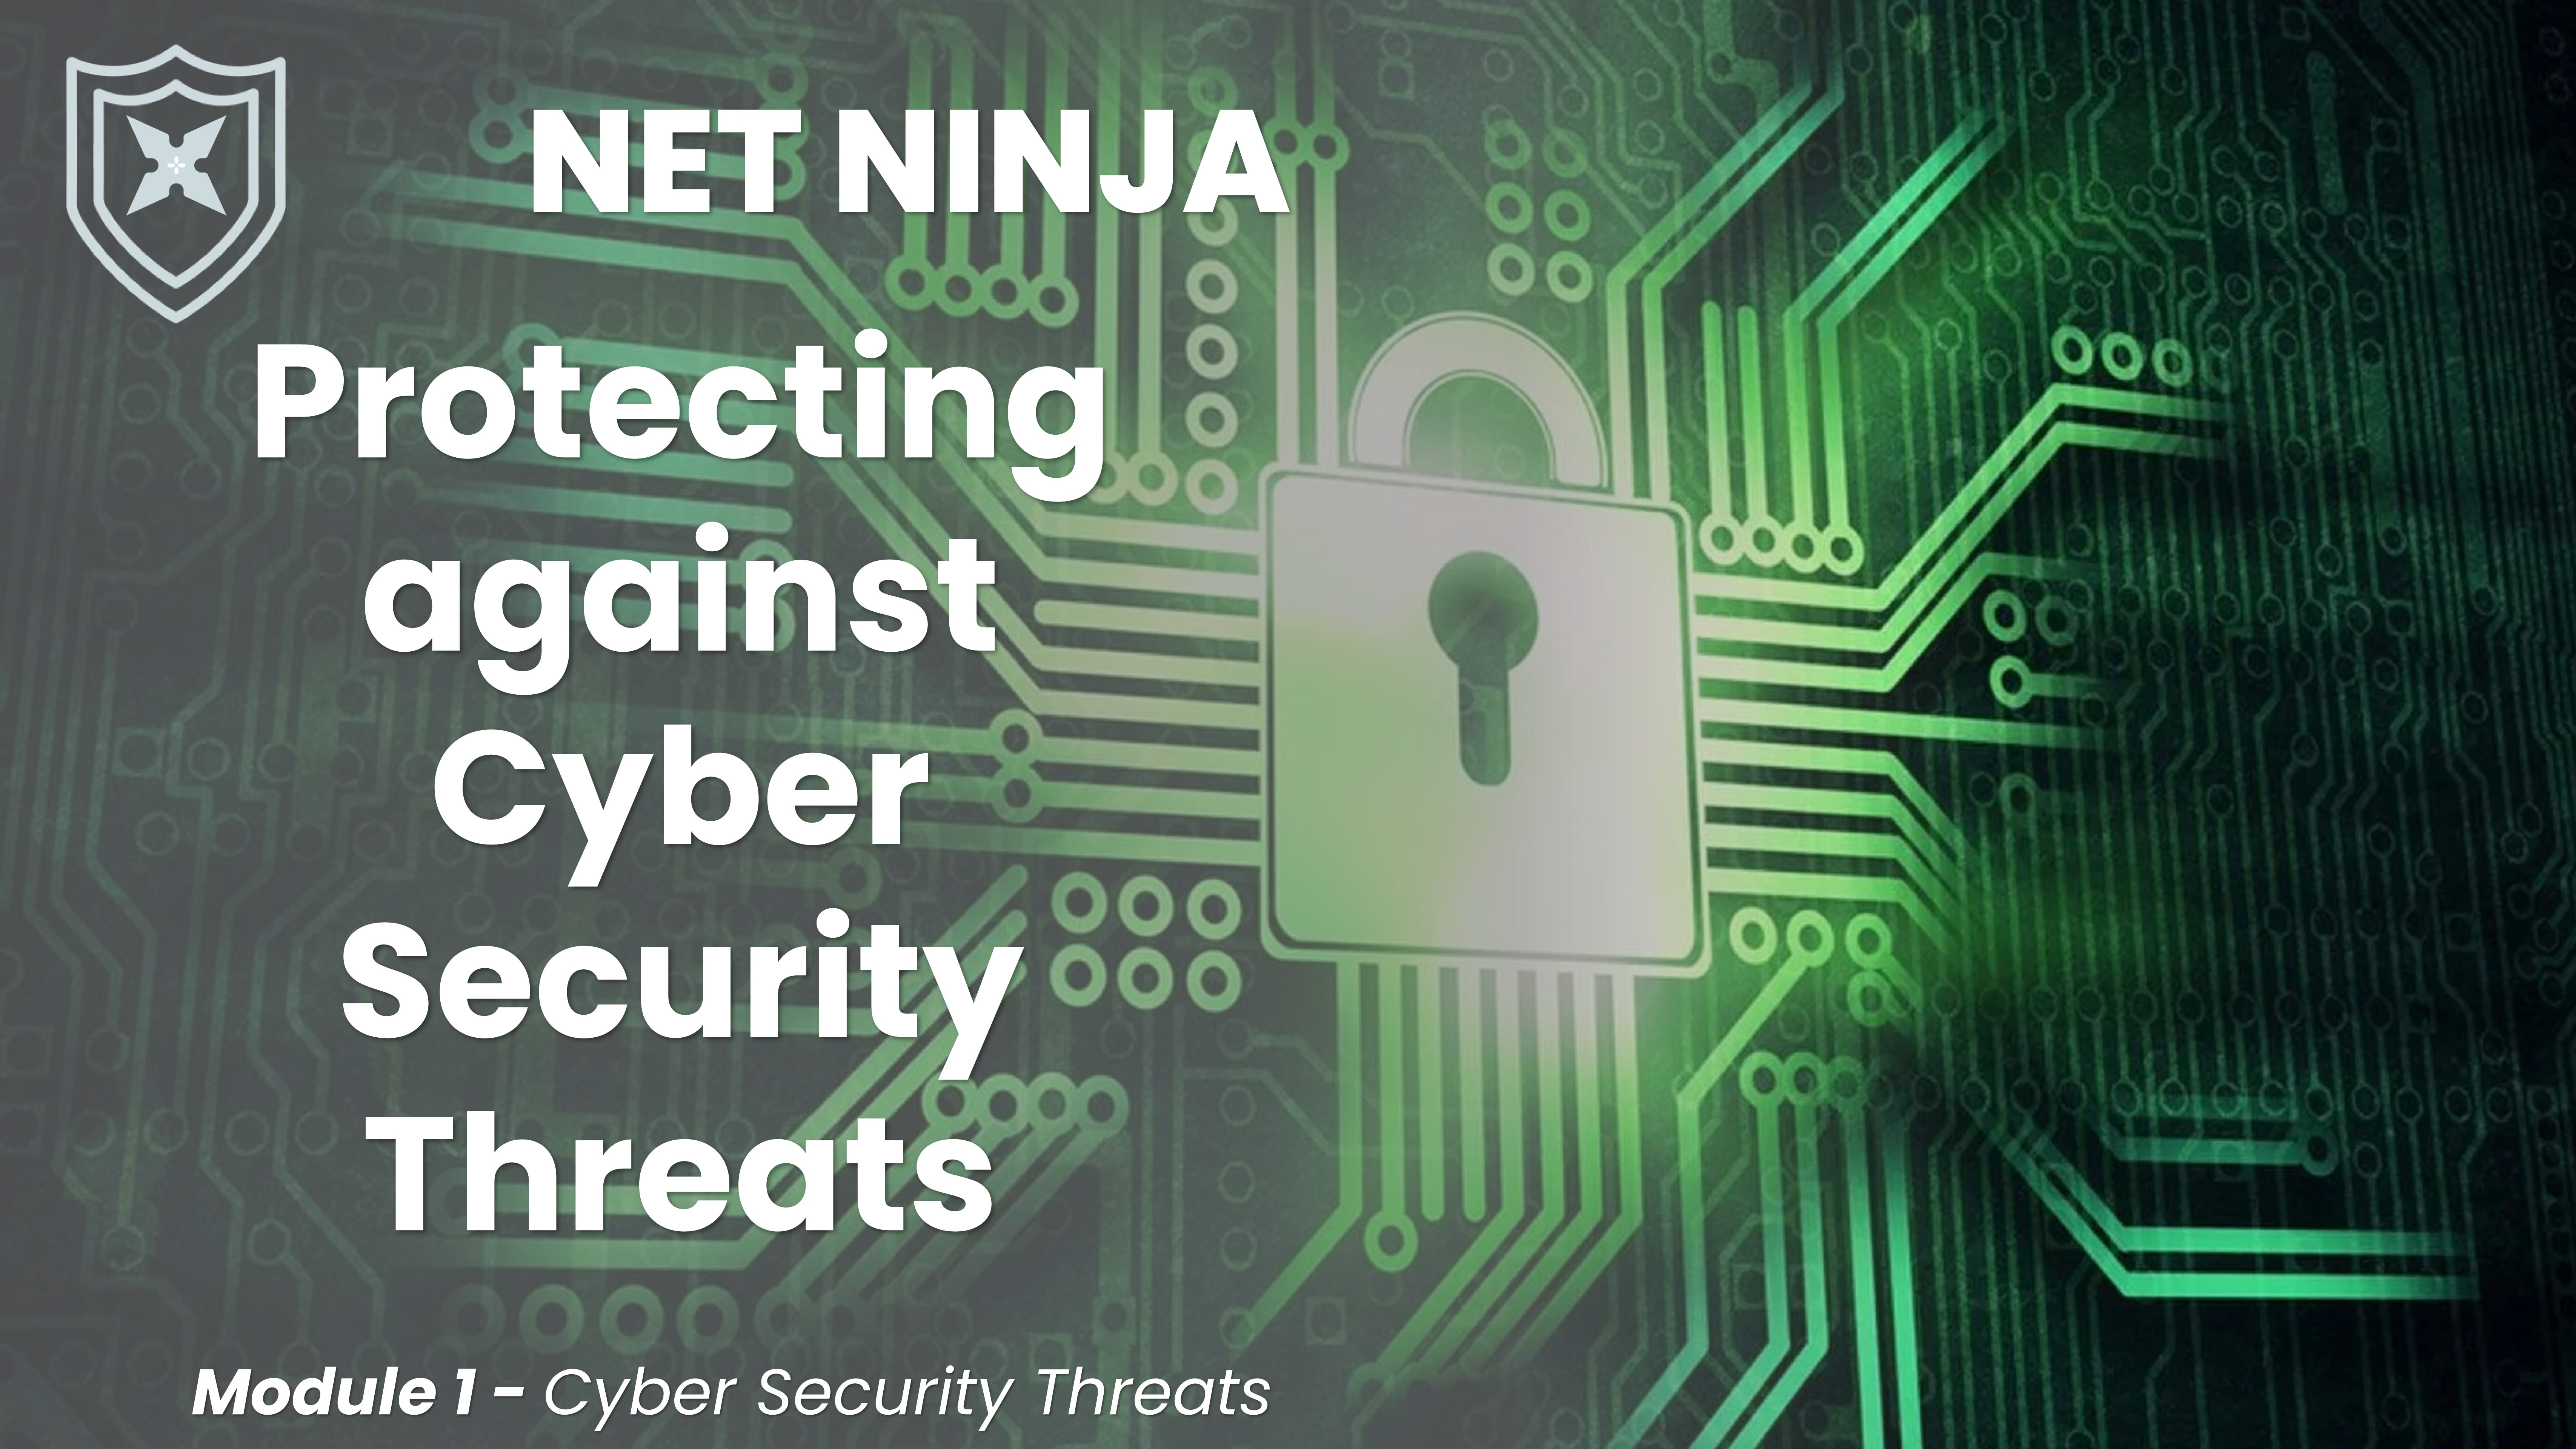 NET NINJA
Protecting
against
Cyber
Security
Threats
Module 1 - Cyber Security Threats